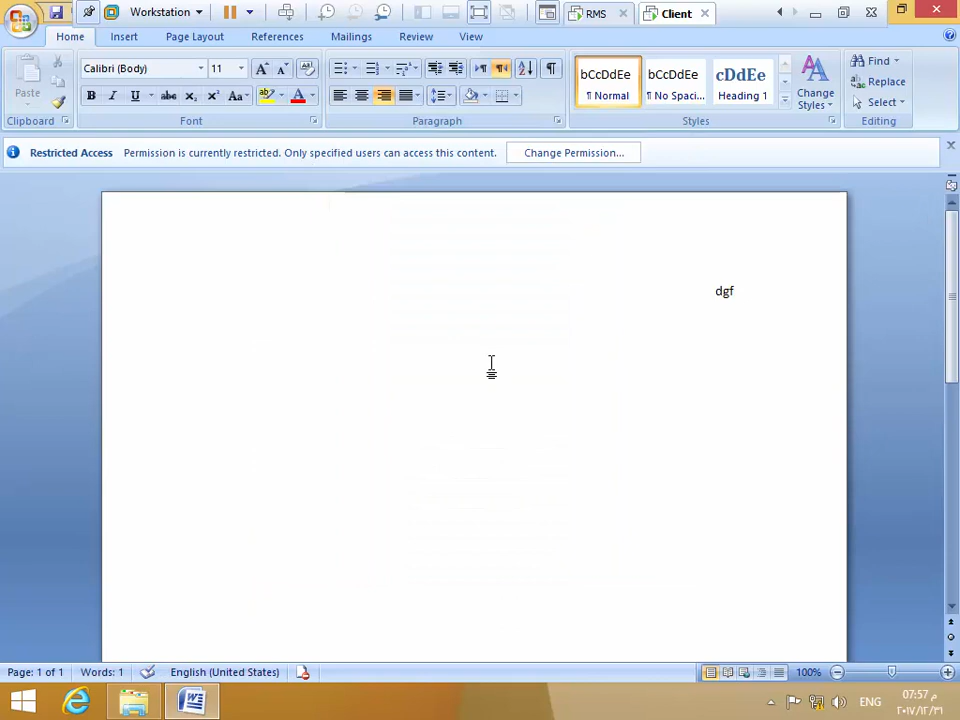 Workstation
RMS
Client
Home Insert Page Layout References Mailings Review View
Paste
Clipboard
Calibri (Body) 11
Font
Paragraph
bCcDdEe
¶ Normal
bCcDdEe
¶ No Spaci...
cDdEe
Heading 1
Change
Styles
Styles
Find
Replace
Select
Editing
Restricted Access Permission is currently restricted. Only specified users can access this content. Change Permission...
dgf
Page: 1 of 1 Words: 1 English (United States) 100%
ENG
07:57 م
٢٠١٧/١٢/٣١